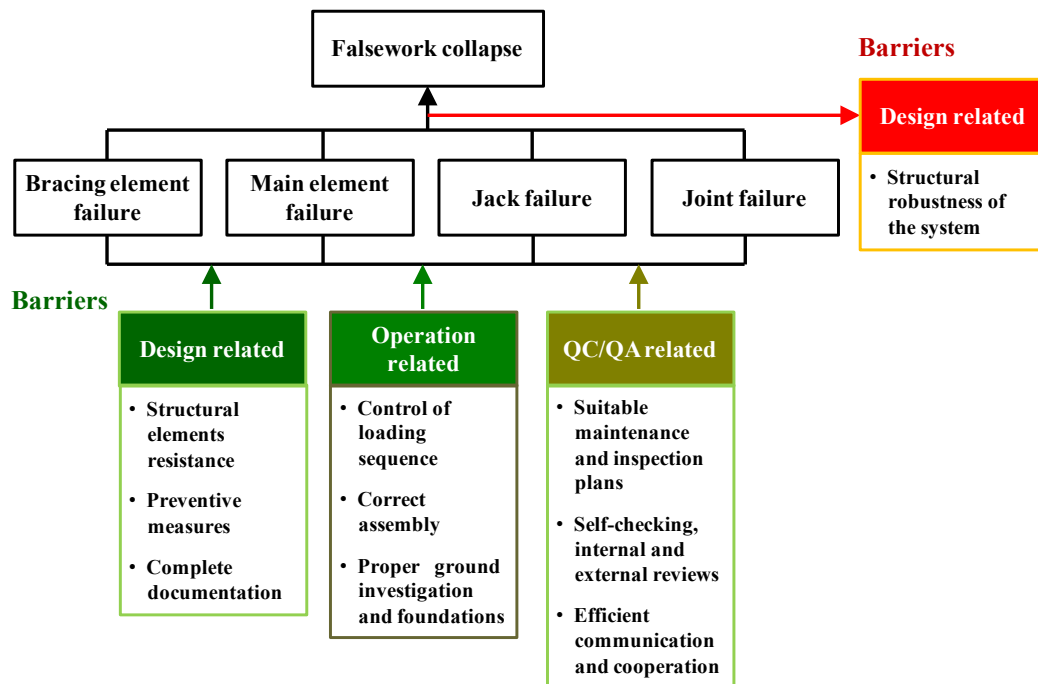 Falsework collapse
Barriers
Design related
• Structural
robustness of
the system
Bracing element
failure
Main element
failure
Jack failure
Joint failure
Barriers
Design related
• Structural
elements
resistance
• Preventive
measures
• Complete
documentation
Operation
related
• Control of
loading
sequence
• Correct
assembly
• Proper ground
investigation
and foundations
QC/QA related
• Suitable
maintenance
and inspection
plans
• Self-checking,
internal and
external reviews
• Efficient
communication
and cooperation